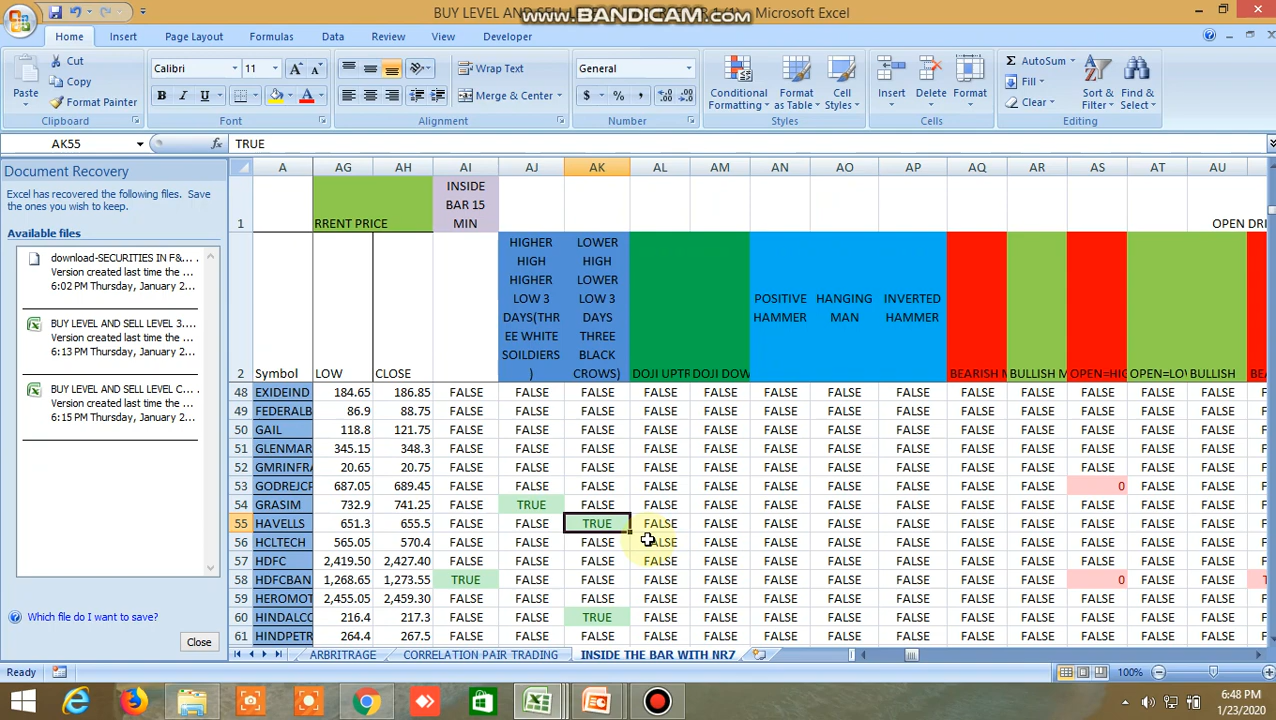 BUY LEVEL AND SEL
www.BANDICAM.com
- Microsoft Excel
Home Insert Page Layout Formulas Data Review View Developer
Paste
Cut
Copy
Format Painter
Clipboard
Calibri 11
B I U
Font
Wrap Text
Merge & Center
Alignment
General
$ % ,
Number
Conditional Formatting
Format as Table
Cell Styles
Styles
Insert Delete Format
Cells
AutoSum
Fill
Clear
Sort & Filter
Find & Select
Editing
AK55 fx TRUE
Document Recovery
Excel has recovered the following files. Save
the ones you wish to keep.
Available files
download-SECURITIES IN F&...
Version created last time the ...
6:02 PM Thursday, January 2...
BUY LEVEL AND SELL LEVEL 3....
Version created last time the ...
6:13 PM Thursday, January 2...
BUY LEVEL AND SELL LEVEL C...
Version created last time the ...
6:15 PM Thursday, January 2...
Which file do I want to save?
Close
A AG AH AI AJ AK AL AM AN AO AP AQ AR AS AT AU
1 RRENT PRICE INSIDE BAR 15 MIN OPEN DRI
HIGHER HIGH HIGHER LOW 3 DAYS(THREE WHITE SOILDIERS)
LOWER HIGH LOWER LOW 3 DAYS THREE BLACK CROWS)
POSITIVE HAMMER
HANGING MAN
INVERTED HAMMER
2 Symbol LOW CLOSE DOJI UPTR DOJI DOW BEARISH M BULLISH M OPEN=HIG OPEN=LOV BULLISH BEA
48 EXIDEIND 184.65 186.85 FALSE FALSE FALSE FALSE FALSE FALSE FALSE FALSE FALSE FALSE FALSE FALSE FALSE F
49 FEDERALB 86.9 88.75 FALSE FALSE FALSE FALSE FALSE FALSE FALSE FALSE FALSE FALSE FALSE FALSE FALSE F
50 GAIL 118.8 121.75 FALSE FALSE FALSE FALSE FALSE FALSE FALSE FALSE FALSE FALSE FALSE FALSE FALSE F
51 GLENMAR 345.15 348.3 FALSE FALSE FALSE FALSE FALSE FALSE FALSE FALSE FALSE FALSE FALSE FALSE FALSE F
52 GMRINFRA 20.65 20.75 FALSE FALSE FALSE FALSE FALSE FALSE FALSE FALSE FALSE FALSE FALSE FALSE FALSE F
53 GODREJCP 687.05 689.45 FALSE FALSE FALSE FALSE FALSE FALSE FALSE FALSE FALSE FALSE 0 FALSE FALSE F
54 GRASIM 732.9 741.25 FALSE TRUE FALSE FALSE FALSE FALSE FALSE FALSE FALSE FALSE FALSE FALSE FALSE F
55 HAVELLS 651.3 655.5 FALSE FALSE TRUE FALSE FALSE FALSE FALSE FALSE FALSE FALSE FALSE FALSE FALSE F
56 HCLTECH 565.05 570.4 FALSE FALSE FALSE FALSE FALSE FALSE FALSE FALSE FALSE FALSE FALSE FALSE FALSE F
57 HDFC 2,419.50 2,427.40 FALSE FALSE FALSE FALSE FALSE FALSE FALSE FALSE FALSE FALSE FALSE FALSE FALSE F
58 HDFCBAN 1,268.65 1,273.55 TRUE FALSE FALSE FALSE FALSE FALSE FALSE FALSE FALSE FALSE 0 FALSE FALSE T
59 HEROMOT 2,455.05 2,459.30 FALSE FALSE FALSE FALSE FALSE FALSE FALSE FALSE FALSE FALSE FALSE FALSE FALSE F
60 HINDALCO 216.4 217.3 FALSE FALSE TRUE FALSE FALSE FALSE FALSE FALSE FALSE FALSE FALSE FALSE FALSE F
61 HINDPETR 264.4 267.5 FALSE FALSE FALSE FALSE FALSE FALSE FALSE FALSE FALSE FALSE FALSE FALSE FALSE F
ARBRITRAGE CORRELATION PAIR TRADING INSIDE THE BAR WITH NR7
Ready 100%
6:48 PM
1/23/2020